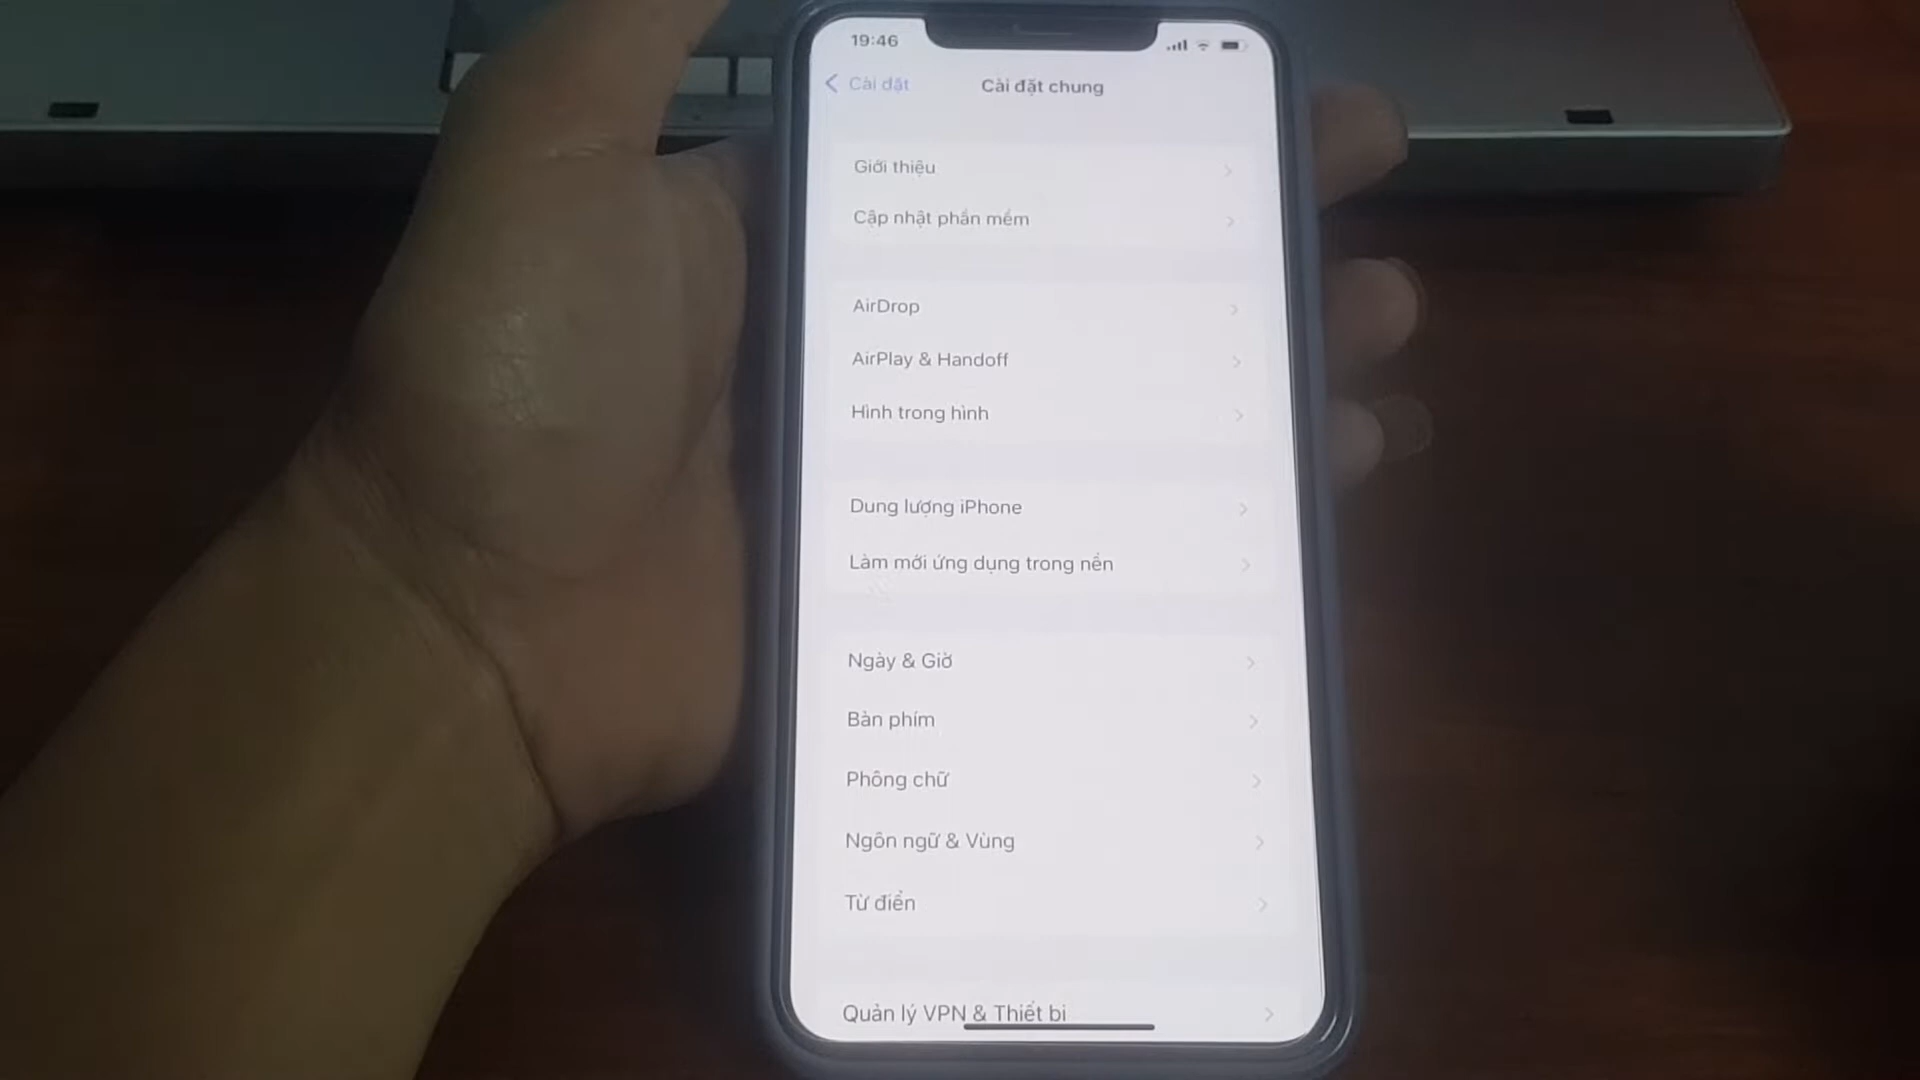 19:46
Cài đặt
Cài đặt chung
Giới thiệu
Cập nhật phần mềm
AirDrop
AirPlay & Handoff
Hình trong hình
Dung lượng iPhone
Làm mới ứng dụng trong nền
Ngày & Giờ
Bàn phím
Phông chữ
Ngôn ngữ & Vùng
Từ điển
Quản lý VPN & Thiết bị